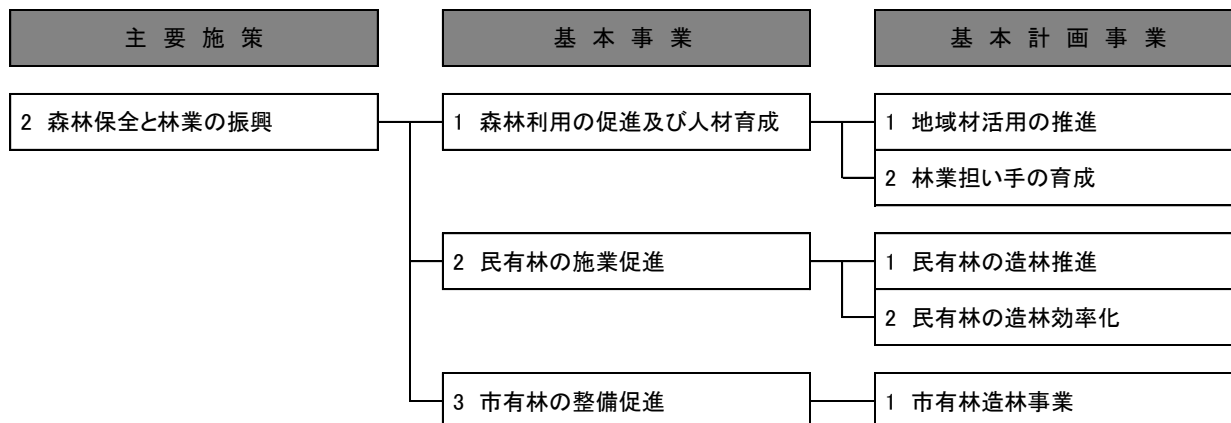 主要施策 基本事業 基本計画事業
2 森林保全と林業の振興 1 森林利用の促進及び人材育成 1 地域材活用の推進
2 林業担い手の育成
2 民有林の施業促進 1 民有林の造林推進
2 民有林の造林効率化
3 市有林の整備促進 1 市有林造林事業